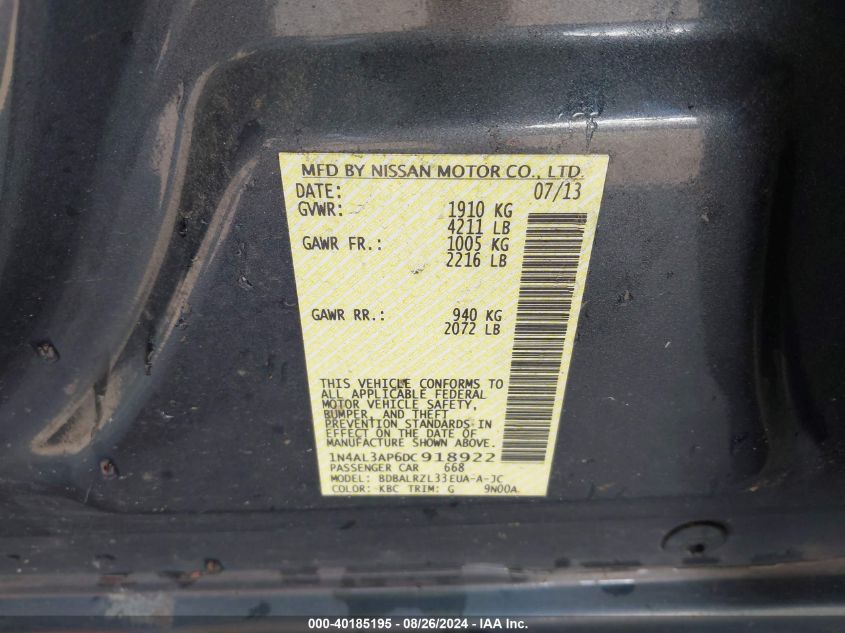 MFD BY NISSAN MOTOR CO., LTD.
DATE: 07/13
GVWR: 1910 KG
4211 LB
GAWR FR.: 1005 KG
2216 LB
GAWR RR.: 940 KG
2072 LB
THIS VEHICLE CONFORMS TO
ALL APPLICABLE FEDERAL
MOTOR VEHICLE SAFETY,
BUMPER, AND THEFT
PREVENTION STANDARDS IN
EFFECT ON THE DATE OF
MANUFACTURE SHOWN ABOVE.
1N4AL3AP6DC918922
PASSENGER CAR 668
MODEL: BDBALRZL33EUA-A-JC
COLOR: KBC TRIM: G 9N00A
000-40185195 - 08/26/2024 - IAA Inc.